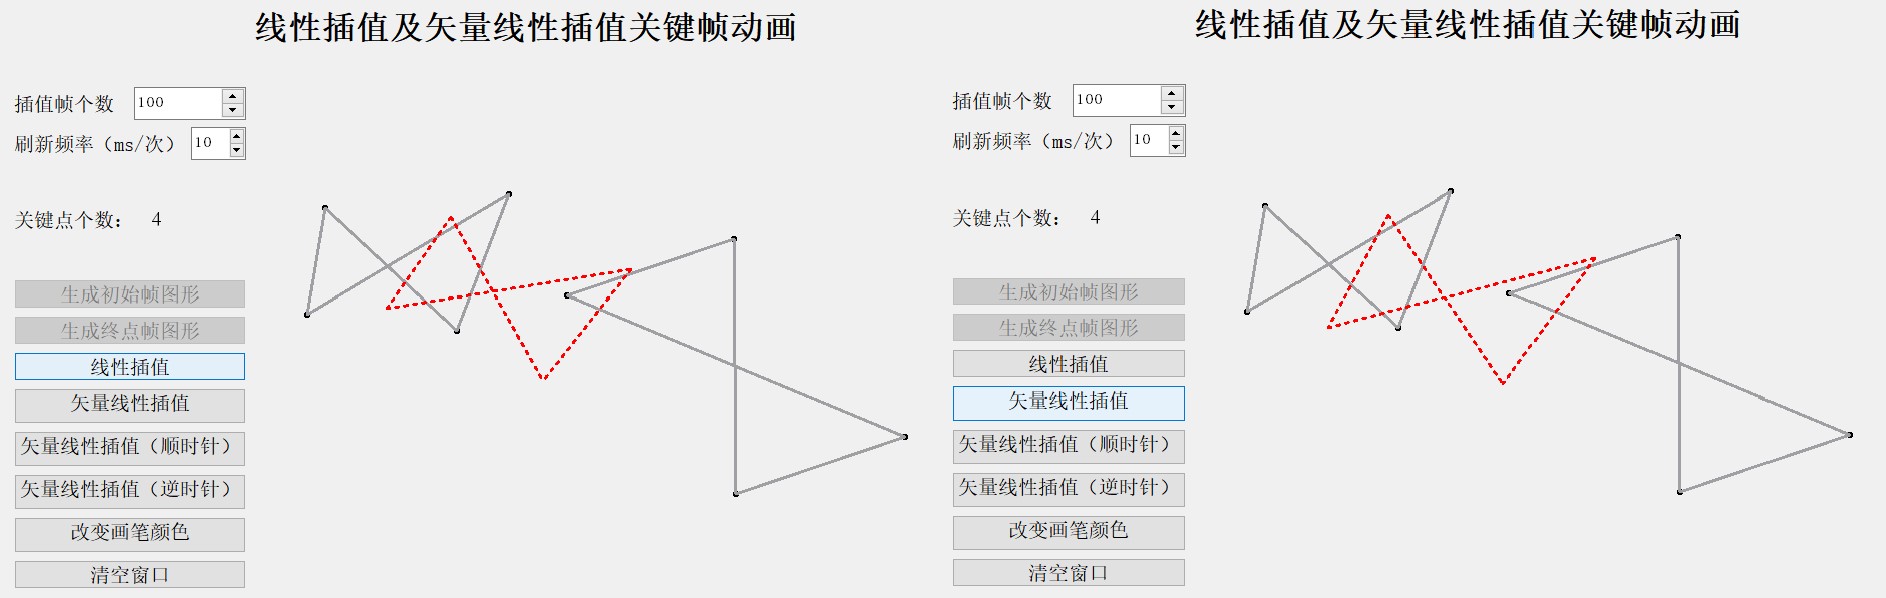 线性插值及矢量线性插值关键帧动画
插值帧个数 100
刷新频率（ms/次） 10
关键点个数： 4
生成初始帧图形
生成终点帧图形
线性插值
矢量线性插值
矢量线性插值（顺时针）
矢量线性插值（逆时针）
改变画笔颜色
清空窗口
线性插值及矢量线性插值关键帧动画
插值帧个数 100
刷新频率（ms/次） 10
关键点个数： 4
生成初始帧图形
生成终点帧图形
线性插值
矢量线性插值
矢量线性插值（顺时针）
矢量线性插值（逆时针）
改变画笔颜色
清空窗口